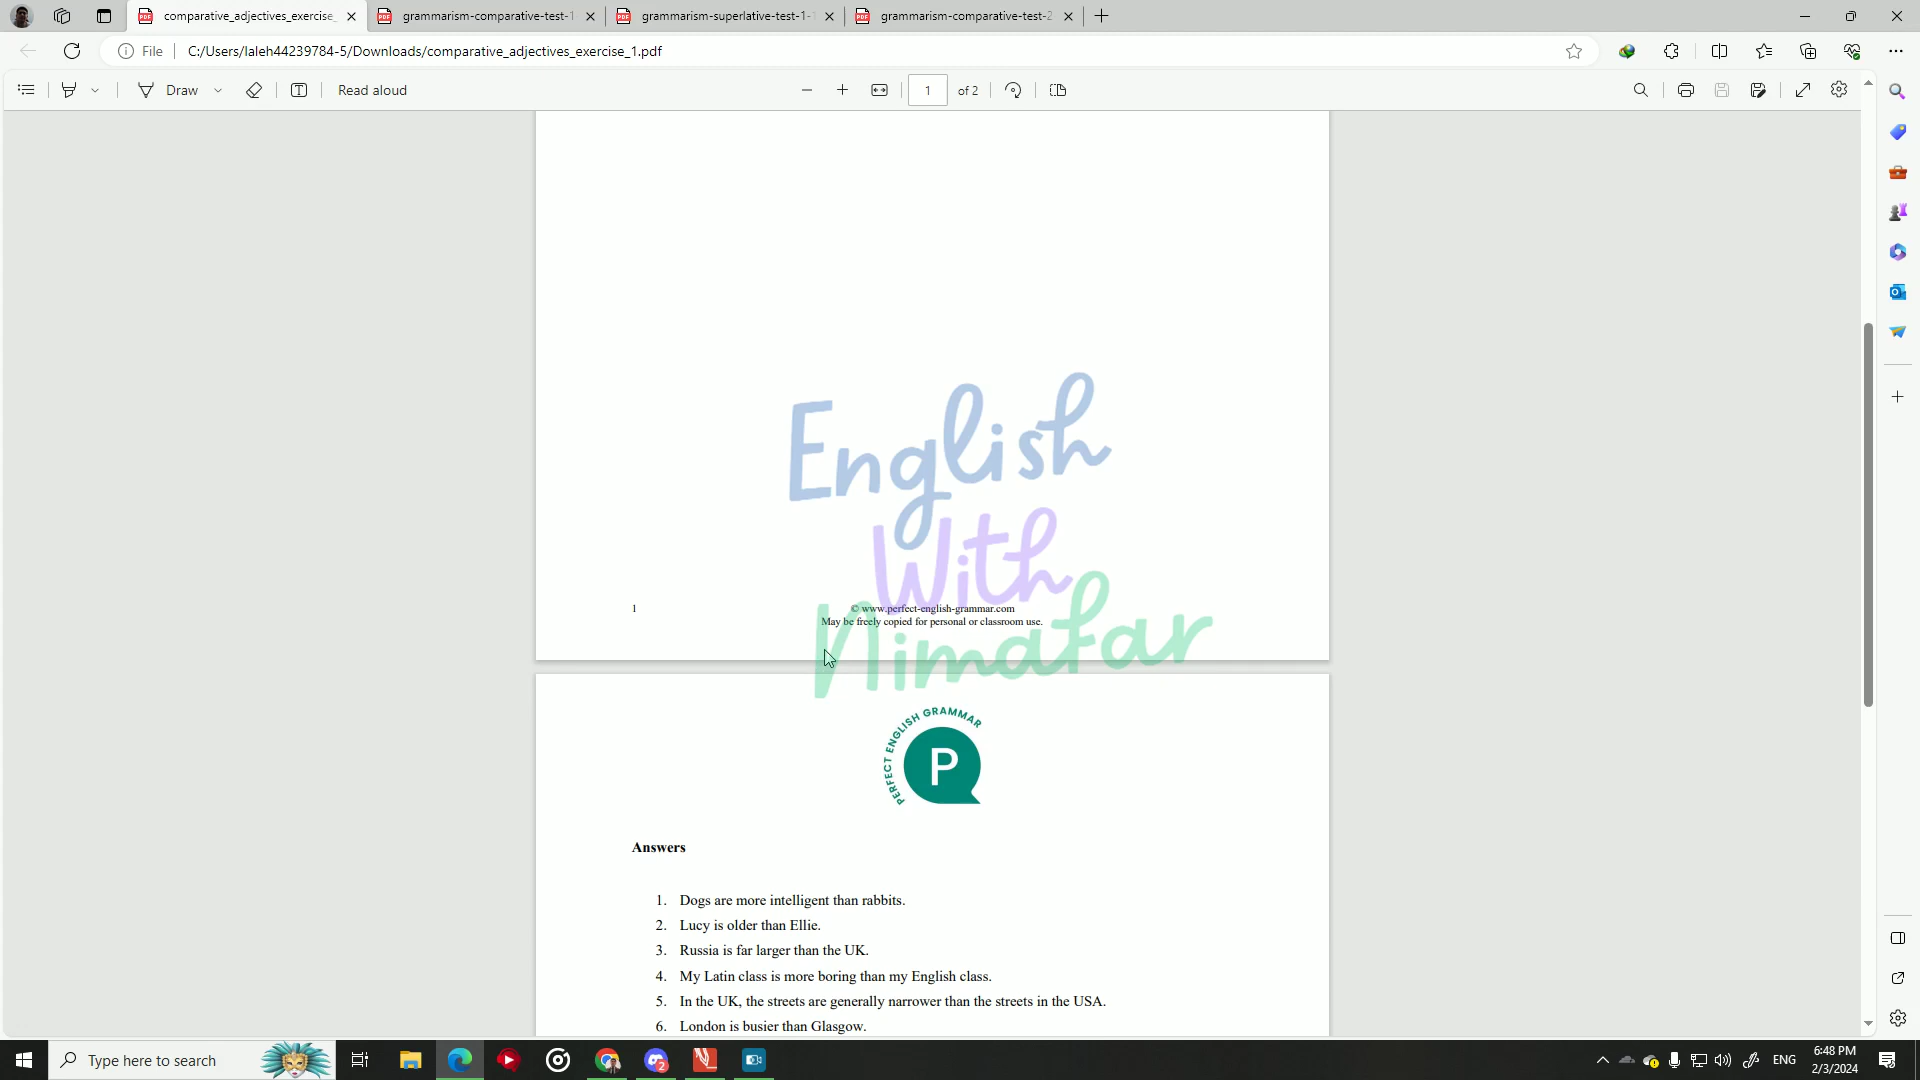 comparative_adjectives_exercise_
grammarism-comparative-test-1
grammarism-superlative-test-1-
grammarism-comparative-test-2
File
C:/Users/laleh44239784-5/Downloads/comparative_adjectives_exercise_1.pdf
Draw
Read aloud
1
of 2
English
With
Nimafar
1
© www.perfect-english-grammar.com
May be freely copied for personal or classroom use.
PERFECT ENGLISH GRAMMAR
P
Answers
1. Dogs are more intelligent than rabbits.
2. Lucy is older than Ellie.
3. Russia is far larger than the UK.
4. My Latin class is more boring than my English class.
5. In the UK, the streets are generally narrower than the streets in the USA.
6. London is busier than Glasgow.
Type here to search
2
ENG
6:48 PM
2/3/2024